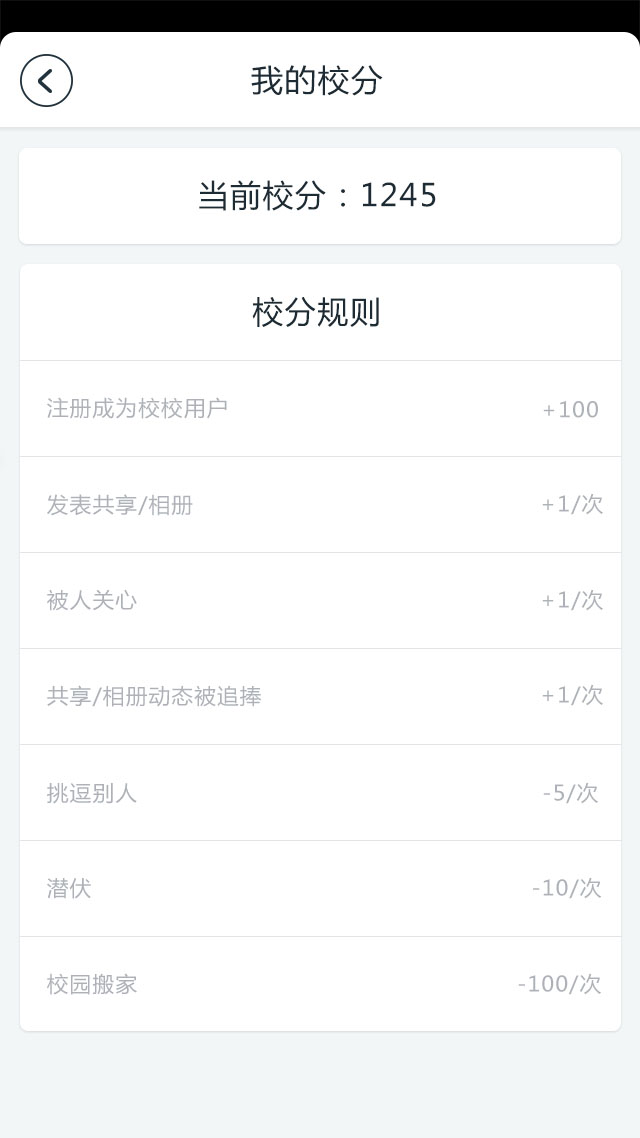 我的校分
当前校分：1245
校分规则
注册成为校校用户 +100
发表共享/相册 +1/次
被人关心 +1/次
共享/相册动态被追捧 +1/次
挑逗别人 -5/次
潜伏 -10/次
校园搬家 -100/次